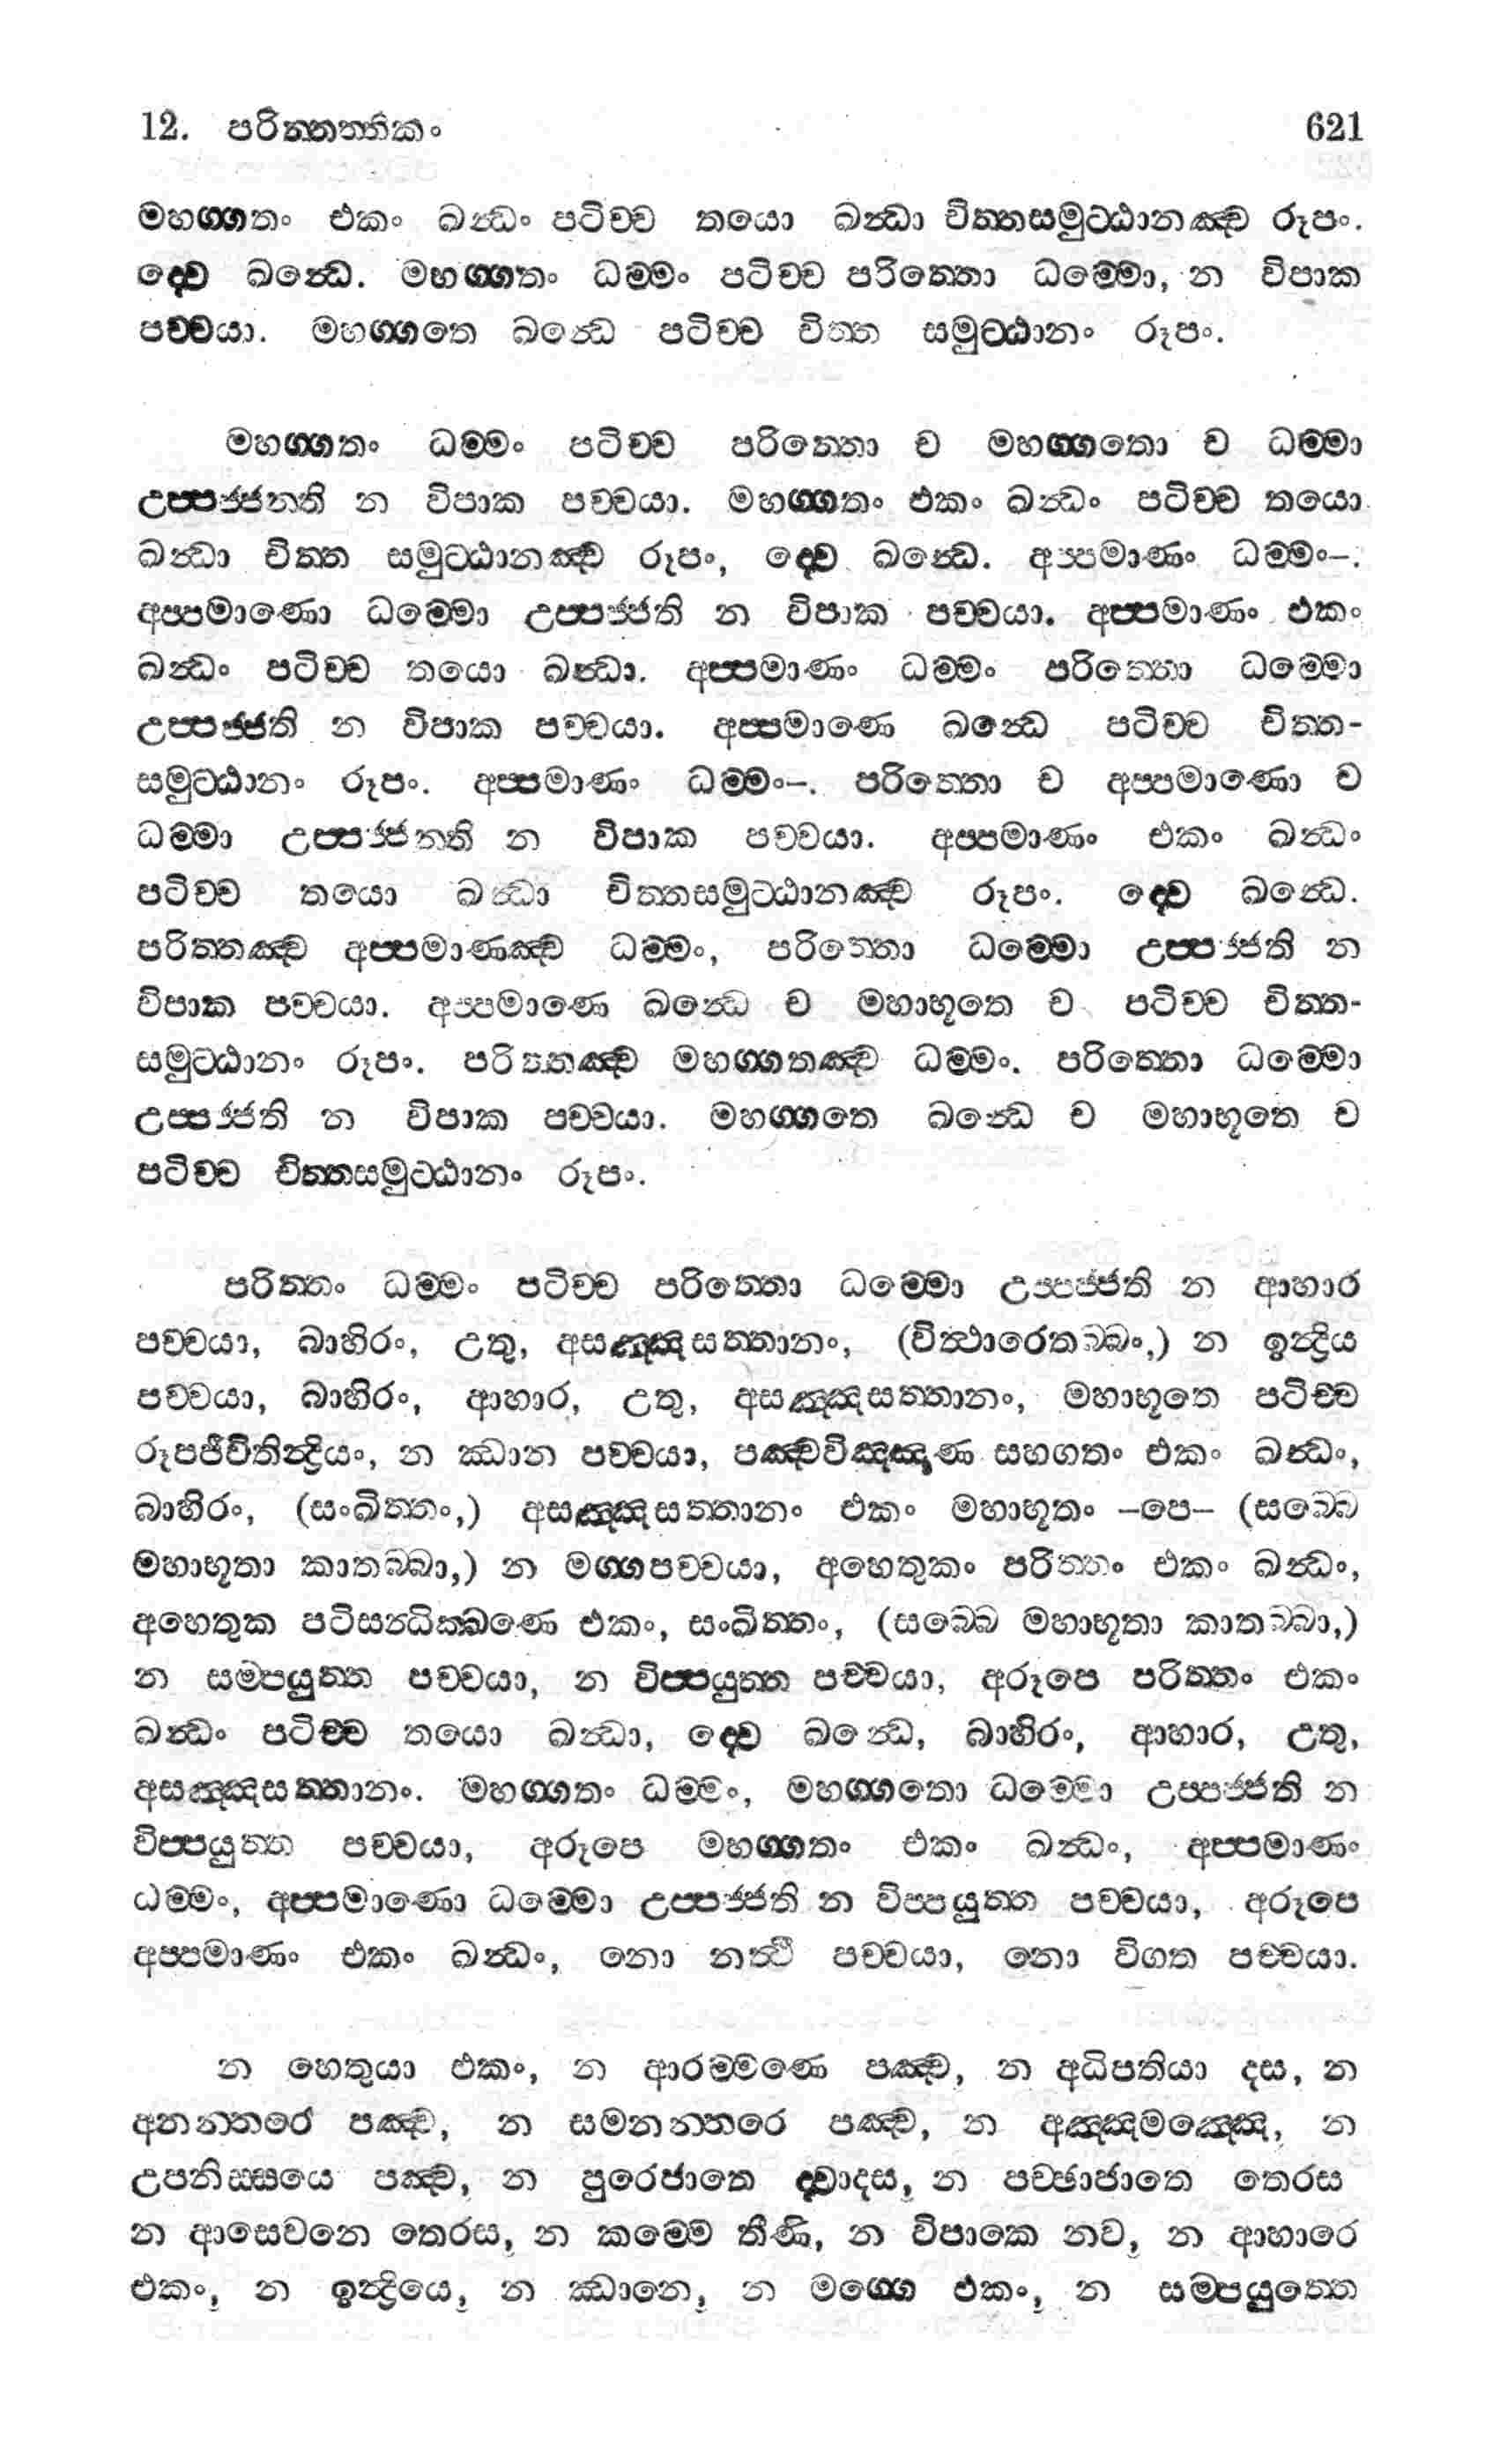 12. පරිත්තත්තිකං 621
මහග්ගතං එකං ඛන්ධං පටිච්ච තයො ඛන්ධා චිත්තසමුට්ඨානඤ්ච රූපං.
ද්වෙ ඛන්ධෙ. මහග්ගතං ධම්මං පටිච්ච පරිත්තො ධම්මො, න විපාක
පච්චයා. මහග්ගතෙ ඛන්ධෙ පටිච්ච චිත්ත සමුට්ඨානං රූපං.
මහග්ගතං ධම්මං පටිච්ච පරිත්තො ච මහග්ගතො ච ධම්මා
උප්පජ්ජන්ති න විපාක පච්චයා. මහග්ගතං එකං ඛන්ධං පටිච්ච තයො
ඛන්ධා චිත්ත සමුට්ඨානඤ්ච රූපං, ද්වෙ ඛන්ධෙ. අප්පමාණං ධම්මං–.
අප්පමාණො ධම්මො උප්පජ්ජති න විපාක පච්චයා. අප්පමාණං එකං
ඛන්ධං පටිච්ච තයො ඛන්ධා. අප්පමාණං ධම්මං පරිත්තො ධම්මො
උප්පජ්ජති න විපාක පච්චයා. අප්පමාණෙ ඛන්ධෙ පටිච්ච චිත්ත-
සමුට්ඨානං රූපං. අප්පමාණං ධම්මං–. පරිත්තො ච අප්පමාණො ච
ධම්මා උප්පජ්ජන්ති න විපාක පච්චයා. අප්පමාණං එකං ඛන්ධං
පටිච්ච තයො ඛන්ධා චිත්තසමුට්ඨානඤ්ච රූපං. ද්වෙ ඛන්ධෙ.
පරිත්තඤ්ච අප්පමාණඤ්ච ධම්මං, පරිත්තො ධම්මො උප්පජ්ජති න
විපාක පච්චයා. අප්පමාණෙ ඛන්ධෙ ච මහාභූතෙ ච පටිච්ච චිත්ත-
සමුට්ඨානං රූපං. පරිත්තඤ්ච මහග්ගතඤ්ච ධම්මං. පරිත්තො ධම්මො
උප්පජ්ජති න විපාක පච්චයා. මහග්ගතෙ ඛන්ධෙ ච මහාභූතෙ ච
පටිච්ච චිත්තසමුට්ඨානං රූපං.
පරිත්තං ධම්මං පටිච්ච පරිත්තො ධම්මො උප්පජ්ජති න ආහාර
පච්චයා, බාහිරං, උතු, අසඤ්ඤසත්තානං, (විත්ථාරෙතබ්බං,) න ඉන්ද්‍රිය
පච්චයා, බාහිරං, ආහාර, උතු, අසඤ්ඤසත්තානං, මහාභූතෙ පටිච්ච
රූපජීවිතින්ද්‍රියං, න ඣාන පච්චයා, පඤ්චවිඤ්ඤාණ සහගතං එකං ඛන්ධං,
බාහිරං, (සංඛිත්තං,) අසඤ්ඤසත්තානං එකං මහාභූතං –පෙ– (සබ්බෙ
මහාභූතා කාතබ්බා,) න මග්ගපච්චයා, අහෙතුකං පරිත්තං එකං ඛන්ධං,
අහෙතුක පටිසන්ධික්ඛණෙ එකං, සංඛිත්තං, (සබ්බෙ මහාභූතා කාතබ්බා,)
න සම්පයුත්ත පච්චයා, න විප්පයුත්ත පච්චයා, අරූපෙ පරිත්තං එකං
ඛන්ධං පටිච්ච තයො ඛන්ධා, ද්වෙ ඛන්ධෙ, බාහිරං, ආහාර, උතු,
අසඤ්ඤසත්තානං. මහග්ගතං ධම්මං, මහග්ගතො ධම්මො උප්පජ්ජති න
විප්පයුත්ත පච්චයා, අරූපෙ මහග්ගතං එකං ඛන්ධං, අප්පමාණං
ධම්මං, අප්පමාණො ධම්මො උප්පජ්ජති න විප්පයුත්ත පච්චයා, අරූපෙ
අප්පමාණං එකං ඛන්ධං, නො නත්ථි පච්චයා, නො විගත පච්චයා.
න හෙතුයා එකං, න ආරම්මණෙ පඤ්ච, න අධිපතියා දස, න
අනන්තරෙ පඤ්ච, න සමනන්තරෙ පඤ්ච, න අඤ්ඤමඤ්ඤෙ, න
උපනිස්සයෙ පඤ්ච, න පුරෙජාතෙ ද්වාදස, න පච්ඡාජාතෙ තෙරස
න ආසෙවනෙ තෙරස, න කම්මෙ තීණි, න විපාකෙ නව, න ආහාරෙ
එකං, න ඉන්ද්‍රියෙ, න ඣානෙ, න මග්ගෙ එකං, න සම්පයුත්තෙ